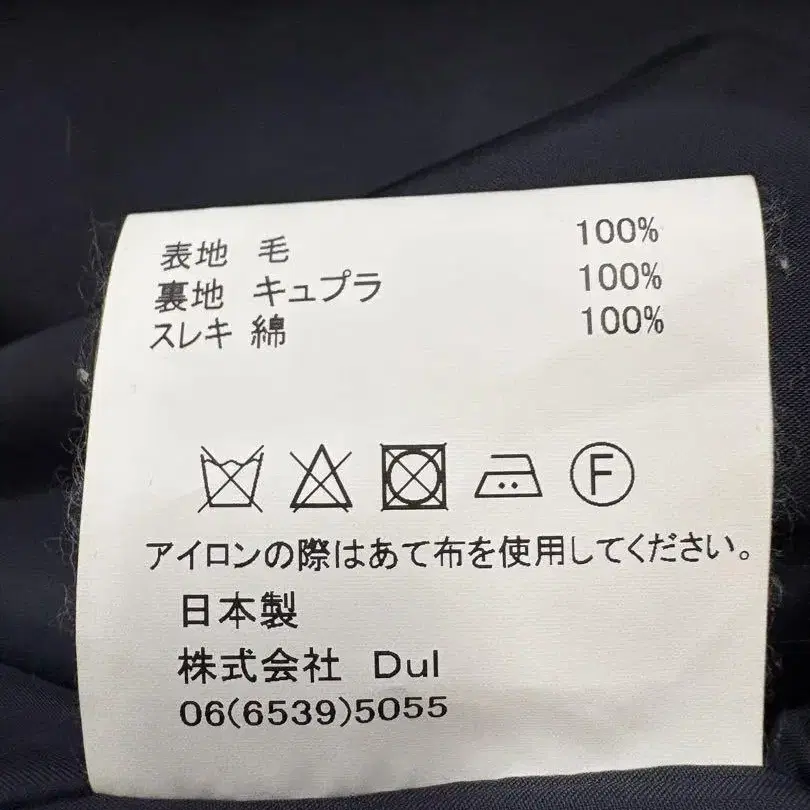 表地 毛 100%
裏地 キュプラ 100%
スレキ 綿 100%
F
アイロンの際はあて布を使用してください。
日本製
株式会社 Dul
06(6539)5055